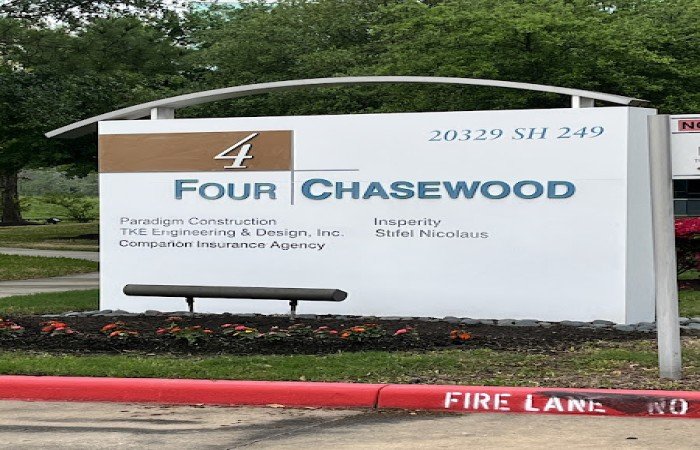 20329 SH 249
4
FOUR CHASEWOOD
Paradigm Construction
TKE Engineering & Design, Inc.
Companion Insurance Agency
Insperity
Stifel Nicolaus
FIRE LANE NO